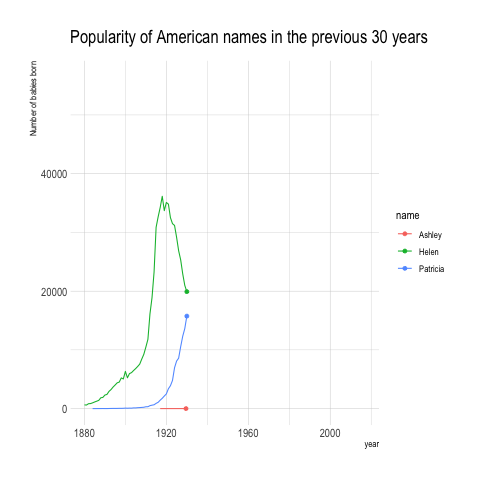 Popularity of American names in the previous 30 years
Number of babies born
40000
20000
0
1880
1920
1960
2000
year
name
Ashley
Helen
Patricia